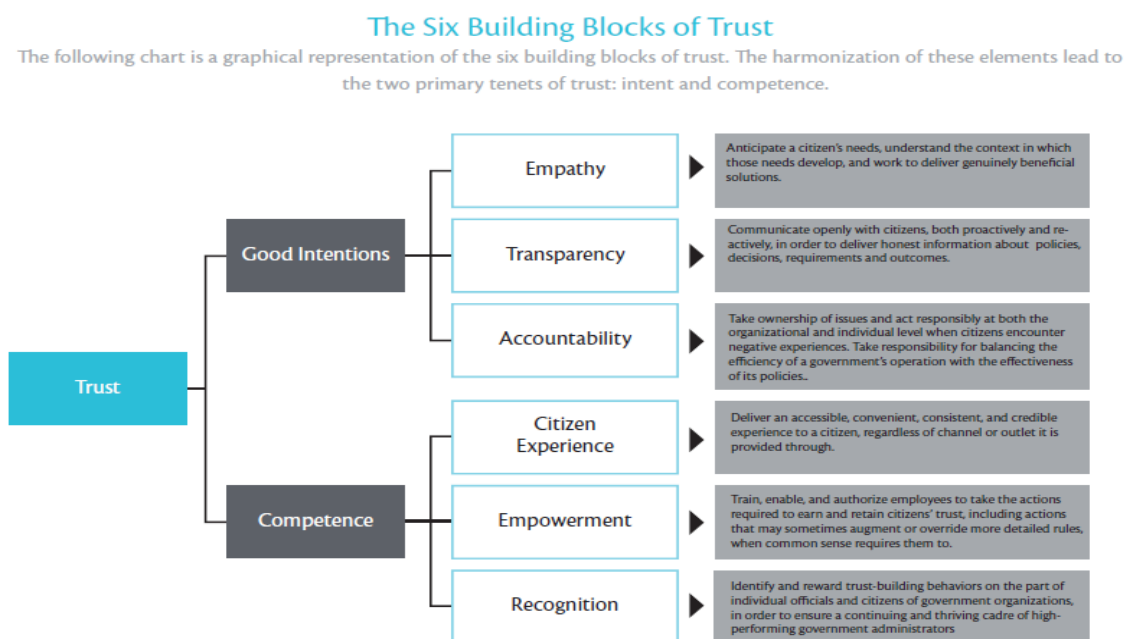 The Six Building Blocks of Trust
The following chart is a graphical representation of the six building blocks of trust. The harmonization of these elements lead to
the two primary tenets of trust: intent and competence.
Trust
Good Intentions
Empathy
Anticipate a citizen's needs, understand the context in which
those needs develop, and work to deliver genuinely beneficial
solutions.
Transparency
Communicate openly with citizens, both proactively and re-
actively, in order to deliver honest information about policies,
decisions, requirements and outcomes.
Accountability
Take ownership of issues and act responsibly at both the
organizational and individual level when citizens encounter
negative experiences. Take responsibility for balancing the
efficiency of a government's operation with the effectiveness
of its policies..
Competence
Citizen
Experience
Deliver an accessible, convenient, consistent, and credible
experience to a citizen, regardless of channel or outlet it is
provided through.
Empowerment
Train, enable, and authorize employees to take the actions
required to earn and retain citizens' trust, including actions
that may sometimes augment or override more detailed rules,
when common sense requires them to.
Recognition
Identify and reward trust-building behaviors on the part of
individual officials and citizens of government organizations,
in order to ensure a continuing and thriving cadre of high-
performing government administrators